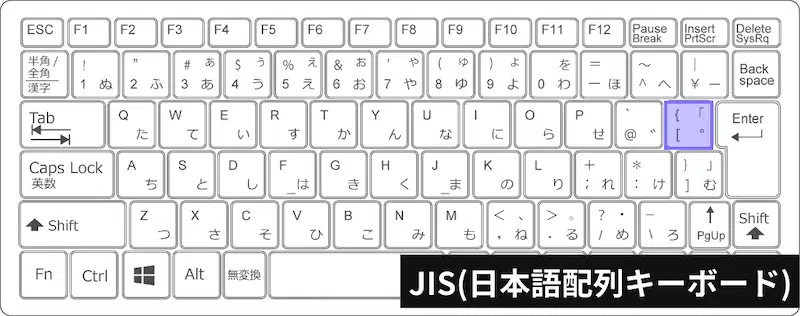 ESC F1 F2 F3 F4 F5 F6 F7 F8 F9 F10 F11 F12 Pause Break Insert PrtScr Delete SysRq
半角/全角 漢字 ! 1 ぬ " 2 ふ # ぁ 3 あ $ ぅ 4 う % ぇ 5 え & ぉ 6 お ' ゃ 7 や ( ゅ 8 ゆ ) ょ 9 よ を 0 わ = - ほ ~ ^ へ | ¥ ー Back space
Tab Q た W て E い R す T か Y ん U な I に O ら P せ ` @ ゛ { 「 [ ゜ Enter
Caps Lock 英数 A ち S と D し F _ は G き H く J _ ま K の L り + ; れ * : け } 」 ] む
Shift Z つ X さ C そ V ひ B こ N み M も < 、 , ね > 。 . る ? ・ / め _ \ ろ PgUp Shift
Fn Ctrl Alt 無変換
JIS(日本語配列キーボード)